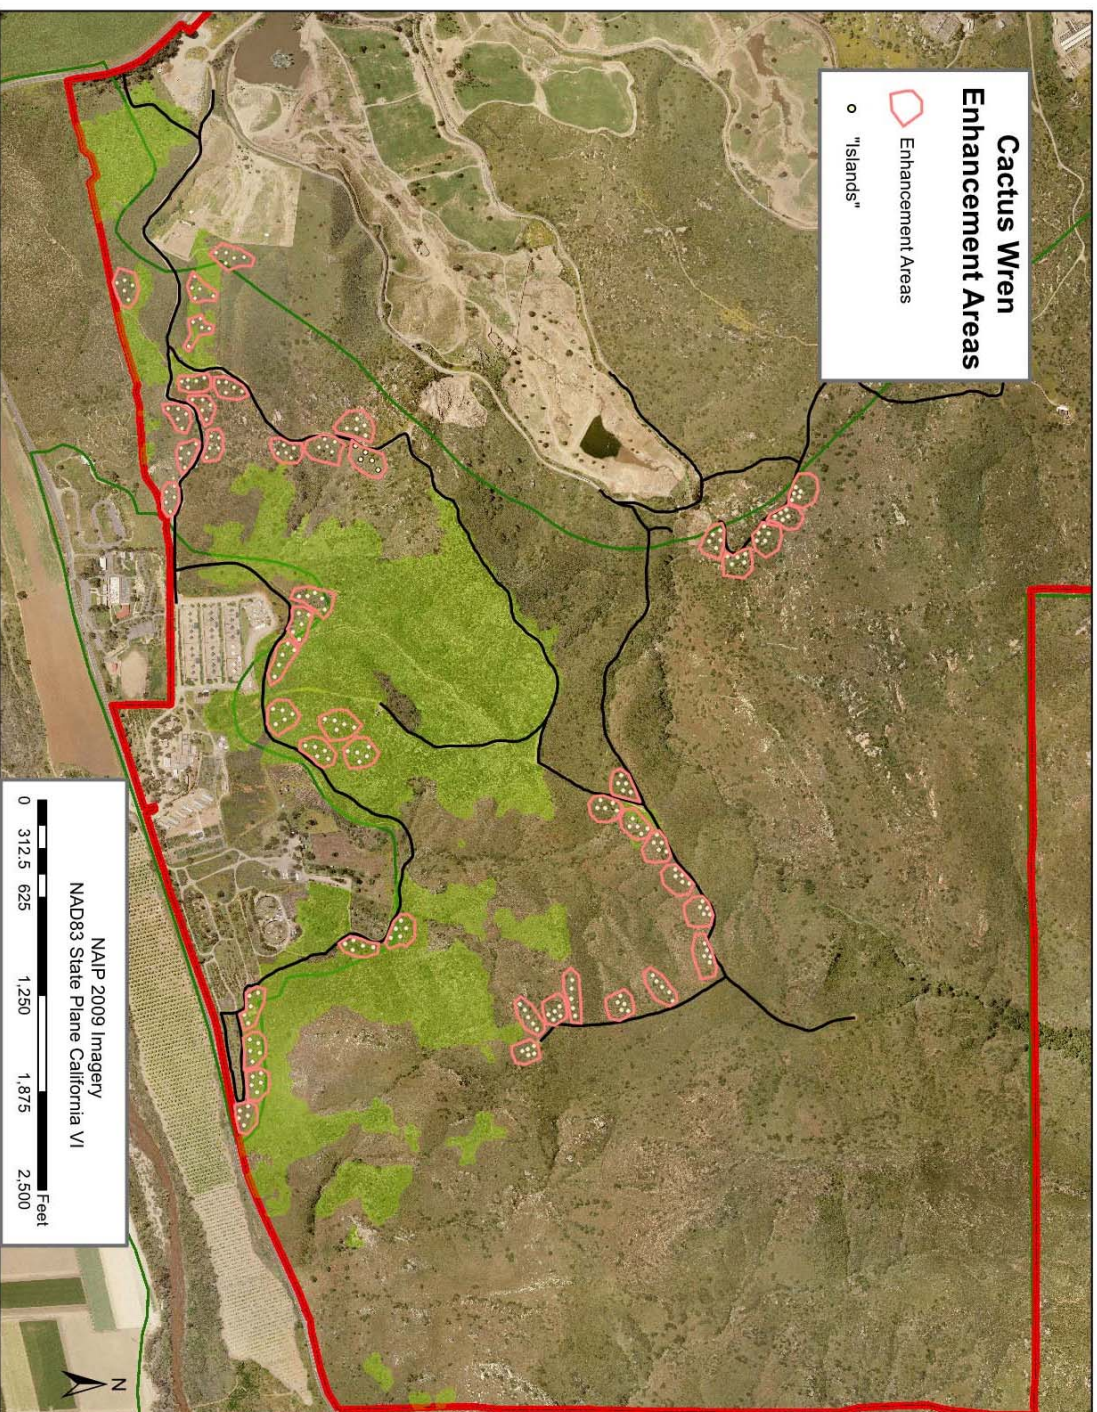 Cactus Wren
Enhancement Areas
Enhancement Areas
"Islands"
NAIP 2009 Imagery
NAD83 State Plane California VI
Feet
0 312.5 625 1,250 1,875 2,500
N